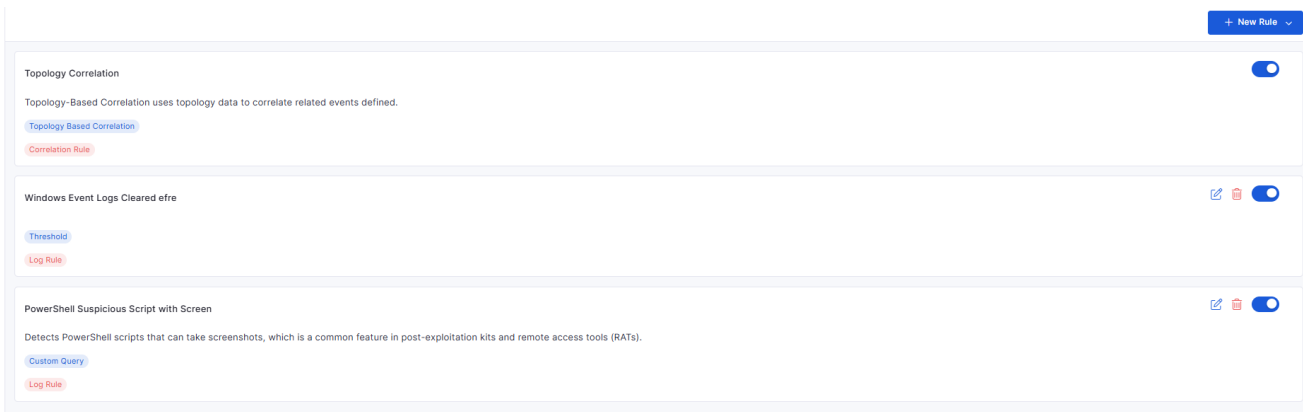 + New Rule
Topology Correlation
Topology-Based Correlation uses topology data to correlate related events defined.
Topology Based Correlation
Correlation Rule
Windows Event Logs Cleared efre
Threshold
Log Rule
PowerShell Suspicious Script with Screen
Detects PowerShell scripts that can take screenshots, which is a common feature in post-exploitation kits and remote access tools (RATs).
Custom Query
Log Rule